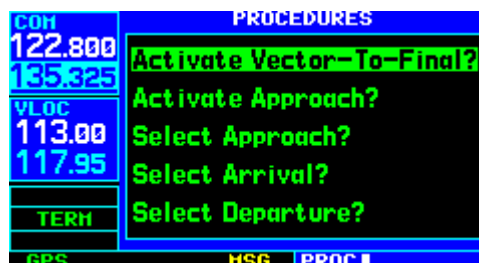 COM
122.800
135.325
VLOC
113.00
117.95
TERM
PROCEDURES
Activate Vector-To-Final?
Activate Approach?
Select Approach?
Select Arrival?
Select Departure?
GPS MSG PROC